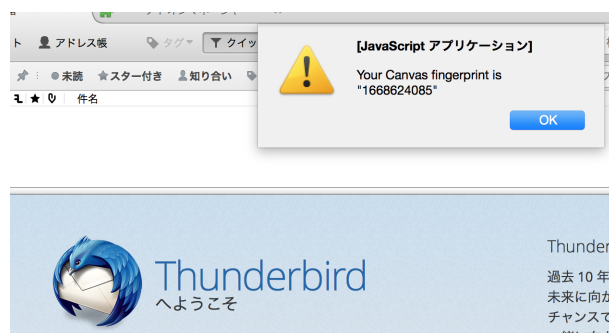 ト アドレス帳 タグ クイッ
未読 スター付き 知り合い
件名
[JavaScript アプリケーション]
Your Canvas fingerprint is
"1668624085"
OK
Thunderbird
へようこそ
Thunder
過去 10 年
未来に向か
チャンスで